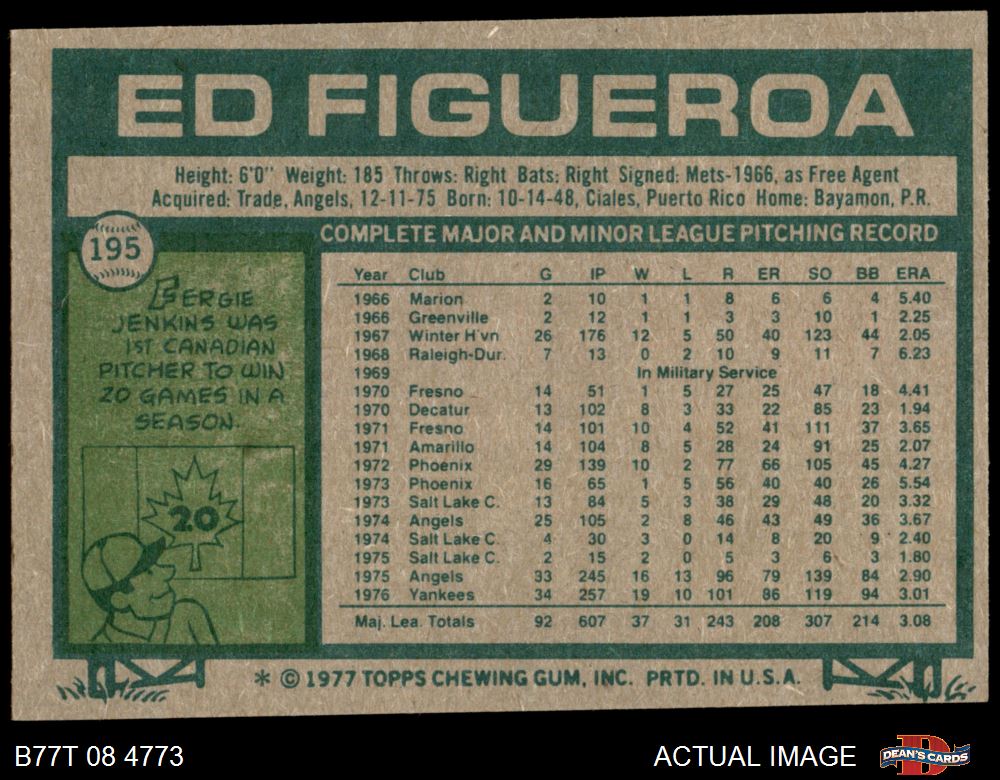 ED FIGUEROA
Height: 6'0" Weight: 185 Throws: Right Bats: Right Signed: Mets-1966, as Free Agent
Acquired: Trade, Angels, 12-11-75 Born: 10-14-48, Ciales, Puerto Rico Home: Bayamon, P.R.
195
FERGIE
JENKINS WAS
1ST CANADIAN
PITCHER TO WIN
20 GAMES IN A
SEASON.
20
COMPLETE MAJOR AND MINOR LEAGUE PITCHING RECORD
Year Club G IP W L R ER SO BB ERA
1966 Marion 2 10 1 1 8 6 6 4 5.40
1966 Greenville 2 12 1 1 3 3 10 1 2.25
1967 Winter H'vn 26 176 12 5 50 40 123 44 2.05
1968 Raleigh-Dur. 7 13 0 2 10 9 11 7 6.23
1969 In Military Service
1970 Fresno 14 51 1 5 27 25 47 18 4.41
1970 Decatur 13 102 8 3 33 22 85 23 1.94
1971 Fresno 14 101 10 4 52 41 111 37 3.65
1971 Amarillo 14 104 8 5 28 24 91 25 2.07
1972 Phoenix 29 139 10 2 77 66 105 45 4.27
1973 Phoenix 16 65 1 5 56 40 40 26 5.54
1973 Salt Lake C. 13 84 5 3 38 29 48 20 3.32
1974 Angels 25 105 2 8 46 43 49 36 3.67
1974 Salt Lake C. 4 30 3 0 14 8 20 9 2.40
1975 Salt Lake C. 2 15 2 0 5 3 6 3 1.80
1975 Angels 33 245 16 13 96 79 139 84 2.90
1976 Yankees 34 257 19 10 101 86 119 94 3.01
Maj. Lea. Totals 92 607 37 31 243 208 307 214 3.08
* © 1977 TOPPS CHEWING GUM, INC. PRTD. IN U.S.A.
B77T 08 4773
ACTUAL IMAGE
D
DEAN'S CARDS